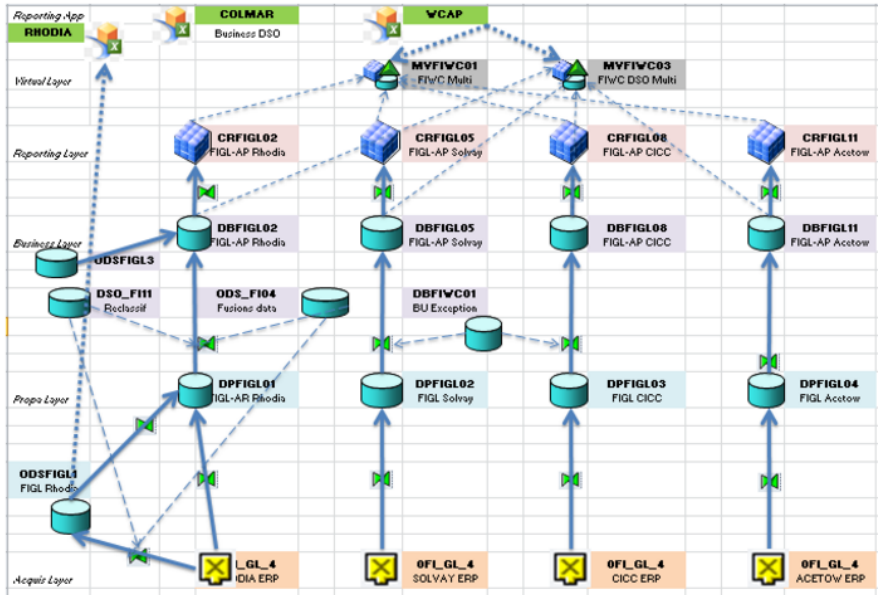 Reporting App
COLMAR
WCAP
RHODIA
Business DSO
MVFIWC01
MVFIWC03
Virtual Layer
FIWC Multi
FIWC DSO Multi
CRFIGL02
CRFIGL05
CRFIGL08
CRFIGL11
Reporting Layer
FIGL-AP Rhodia
FIGL-AP Solvay
FIGL-AP CICC
FIGL-AP Acetow
DBFIGL02
DBFIGL05
DBFIGL08
DBFIGL11
Business Layer
FIGL-AP Rhodia
FIGL-AP Solvay
FIGL-AP CICC
FIGL-AP Acetow
ODSFIGL3
DSO_FI11
ODS_FI04
DBFIWC01
Reclassif
Fusions data
BU Exception
DPFIGL01
DPFIGL02
DPFIGL03
DPFIGL04
Propa Layer
FIGL-AR Rhodia
FIGL Solvay
FIGL CICC
FIGL Acetow
ODSFIGL1
FIGL Rhodia
I_GL_4
0FI_GL_4
0FI_GL_4
0FI_GL_4
Acquis Layer
DIA ERP
SOLVAY ERP
CICC ERP
ACETOW ERP